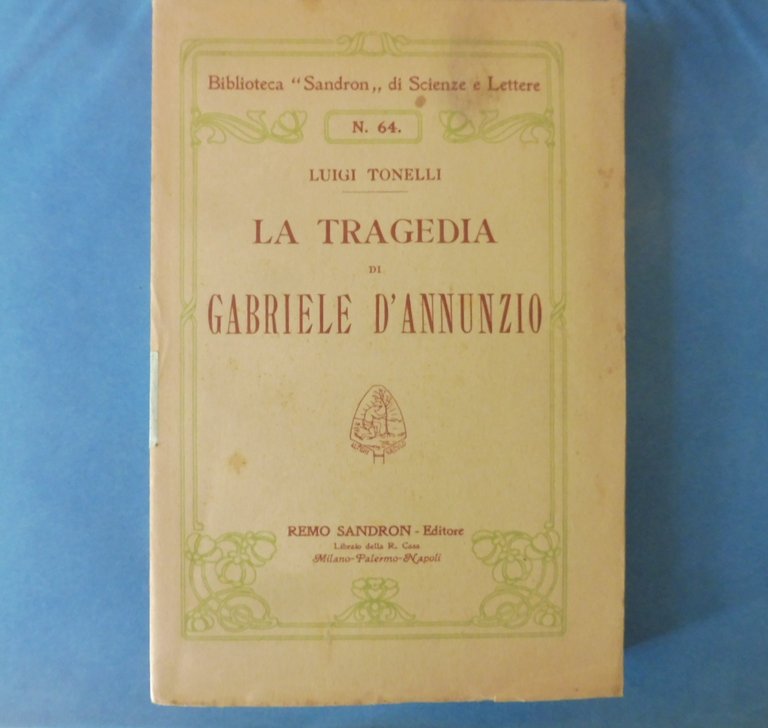 Biblioteca “Sandron„ di Scienze e Lettere
N. 64.
LUIGI TONELLI
LA TRAGEDIA
DI
GABRIELE D'ANNUNZIO
REMO SANDRON - Editore
Libraio della R. Casa
Milano-Palermo-Napoli